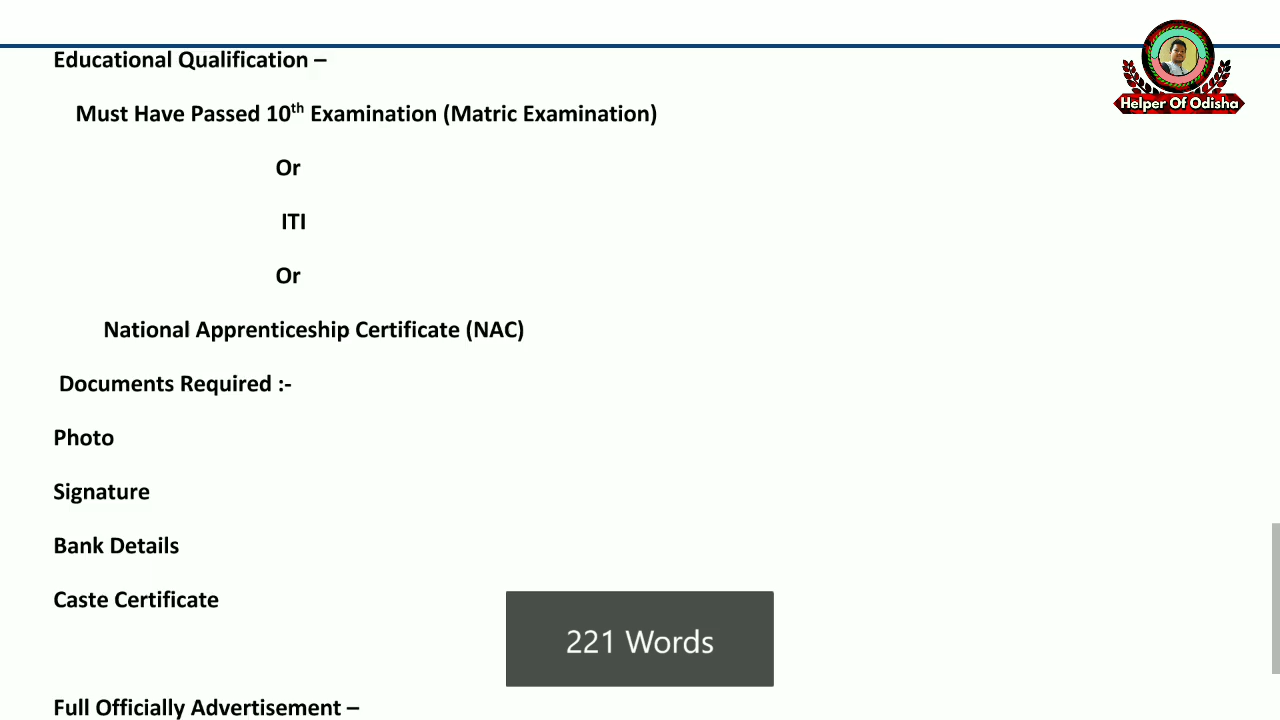 Educational Qualification –
Helper Of Odisha
Must Have Passed 10th Examination (Matric Examination)
Or
ITI
Or
National Apprenticeship Certificate (NAC)
Documents Required :-
Photo
Signature
Bank Details
Caste Certificate
221 Words
Full Officially Advertisement –